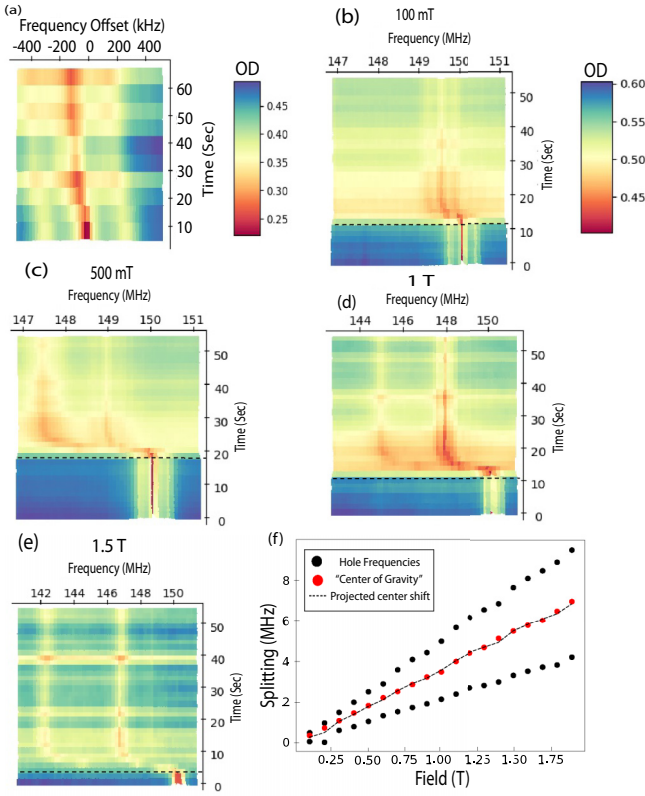 (a)
Frequency Offset (kHz)
-400 -200 0 200 400
OD
60
50
40
30
20
10
Time (Sec)
0.45
0.40
0.35
0.30
0.25
(b) 100 mT
Frequency (MHz)
147 148 149 150 151
OD
50
40
30
20
10
0
Time (Sec)
0.60
0.55
0.50
0.45
(c) 500 mT
Frequency (MHz)
147 148 149 150 151
50
40
30
20
10
0
Time (Sec)
1 T
(d) Frequency (MHz)
144 146 148 150
50
40
30
20
10
0
Time (Sec)
(e) 1.5 T
Frequency (MHz)
142 144 146 148 150
50
40
30
20
10
0
Time (Sec)
(f)
Hole Frequencies
"Center of Gravity"
Projected center shift
Splitting (MHz)
8
6
4
2
0
0.25 0.50 0.75 1.00 1.25 1.50 1.75
Field (T)